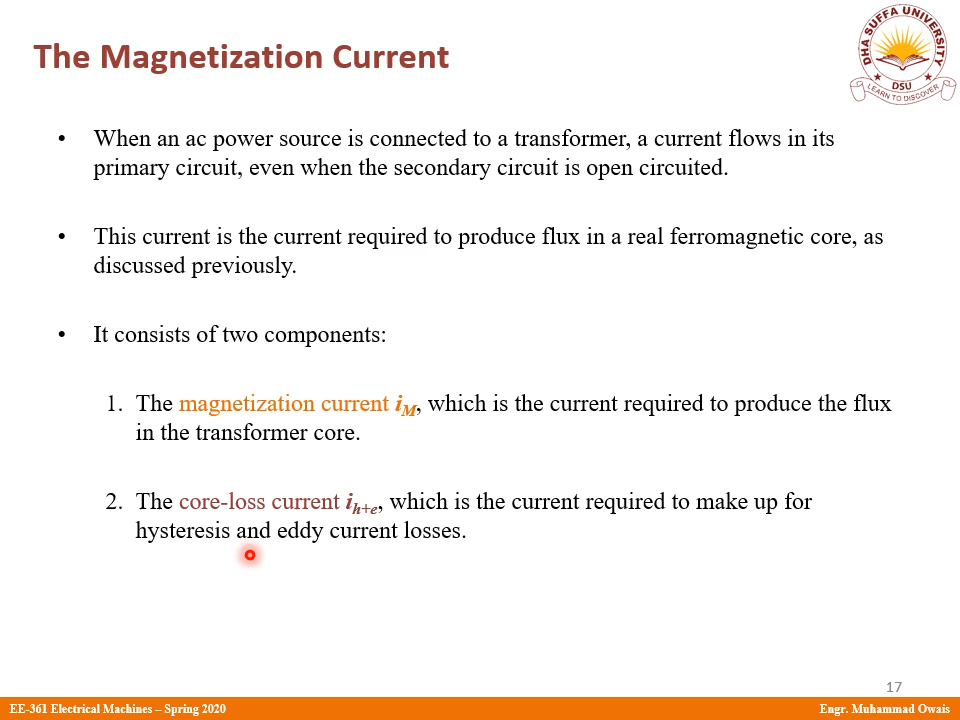 The Magnetization Current
DHA SUFFA UNIVERSITY
DSU
LEARN TO DISCOVER
• When an ac power source is connected to a transformer, a current flows in its
primary circuit, even when the secondary circuit is open circuited.
• This current is the current required to produce flux in a real ferromagnetic core, as
discussed previously.
• It consists of two components:
1. The magnetization current iM, which is the current required to produce the flux
in the transformer core.
2. The core-loss current ih+e, which is the current required to make up for
hysteresis and eddy current losses.
17
EE-361 Electrical Machines – Spring 2020
Engr. Muhammad Owais